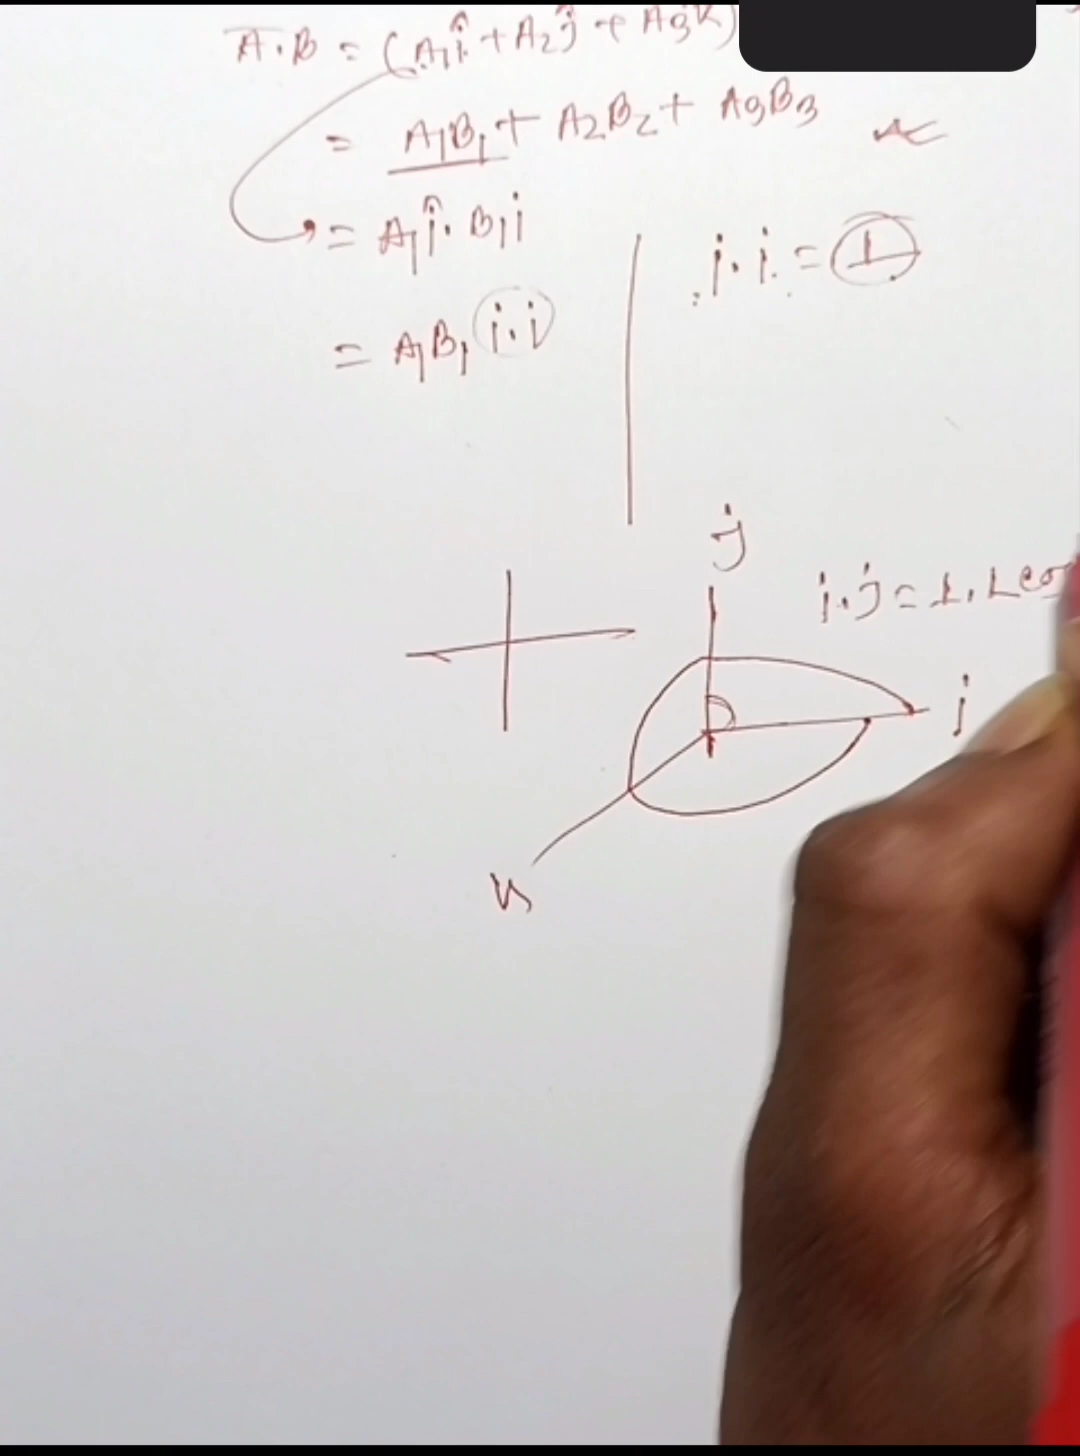 A·B = (A₁î + A₂ĵ + A₃k̂)
= A₁B₁ + A₂B₂ + A₃B₃
= A₁î · B₁i
= A₁B₁ i·i
i·i = 1
j
i·j = 1·1 cos
i
k